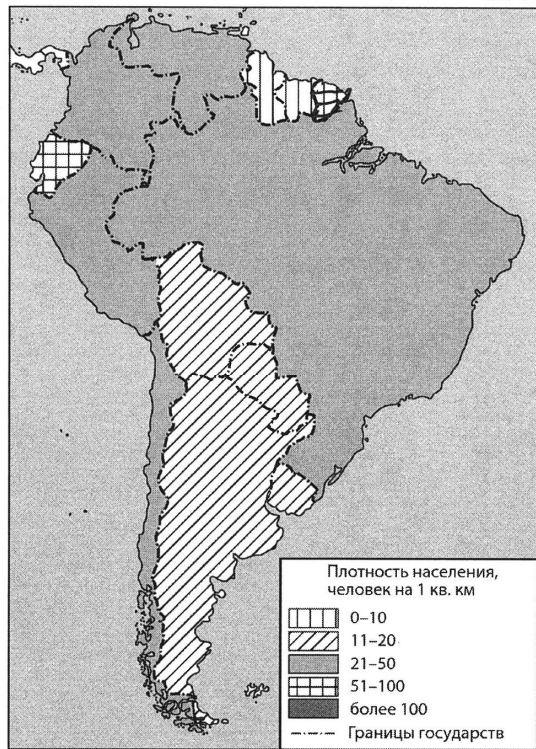 Плотность населения,
человек на 1 кв. км
0–10
11–20
21–50
51–100
более 100
Границы государств